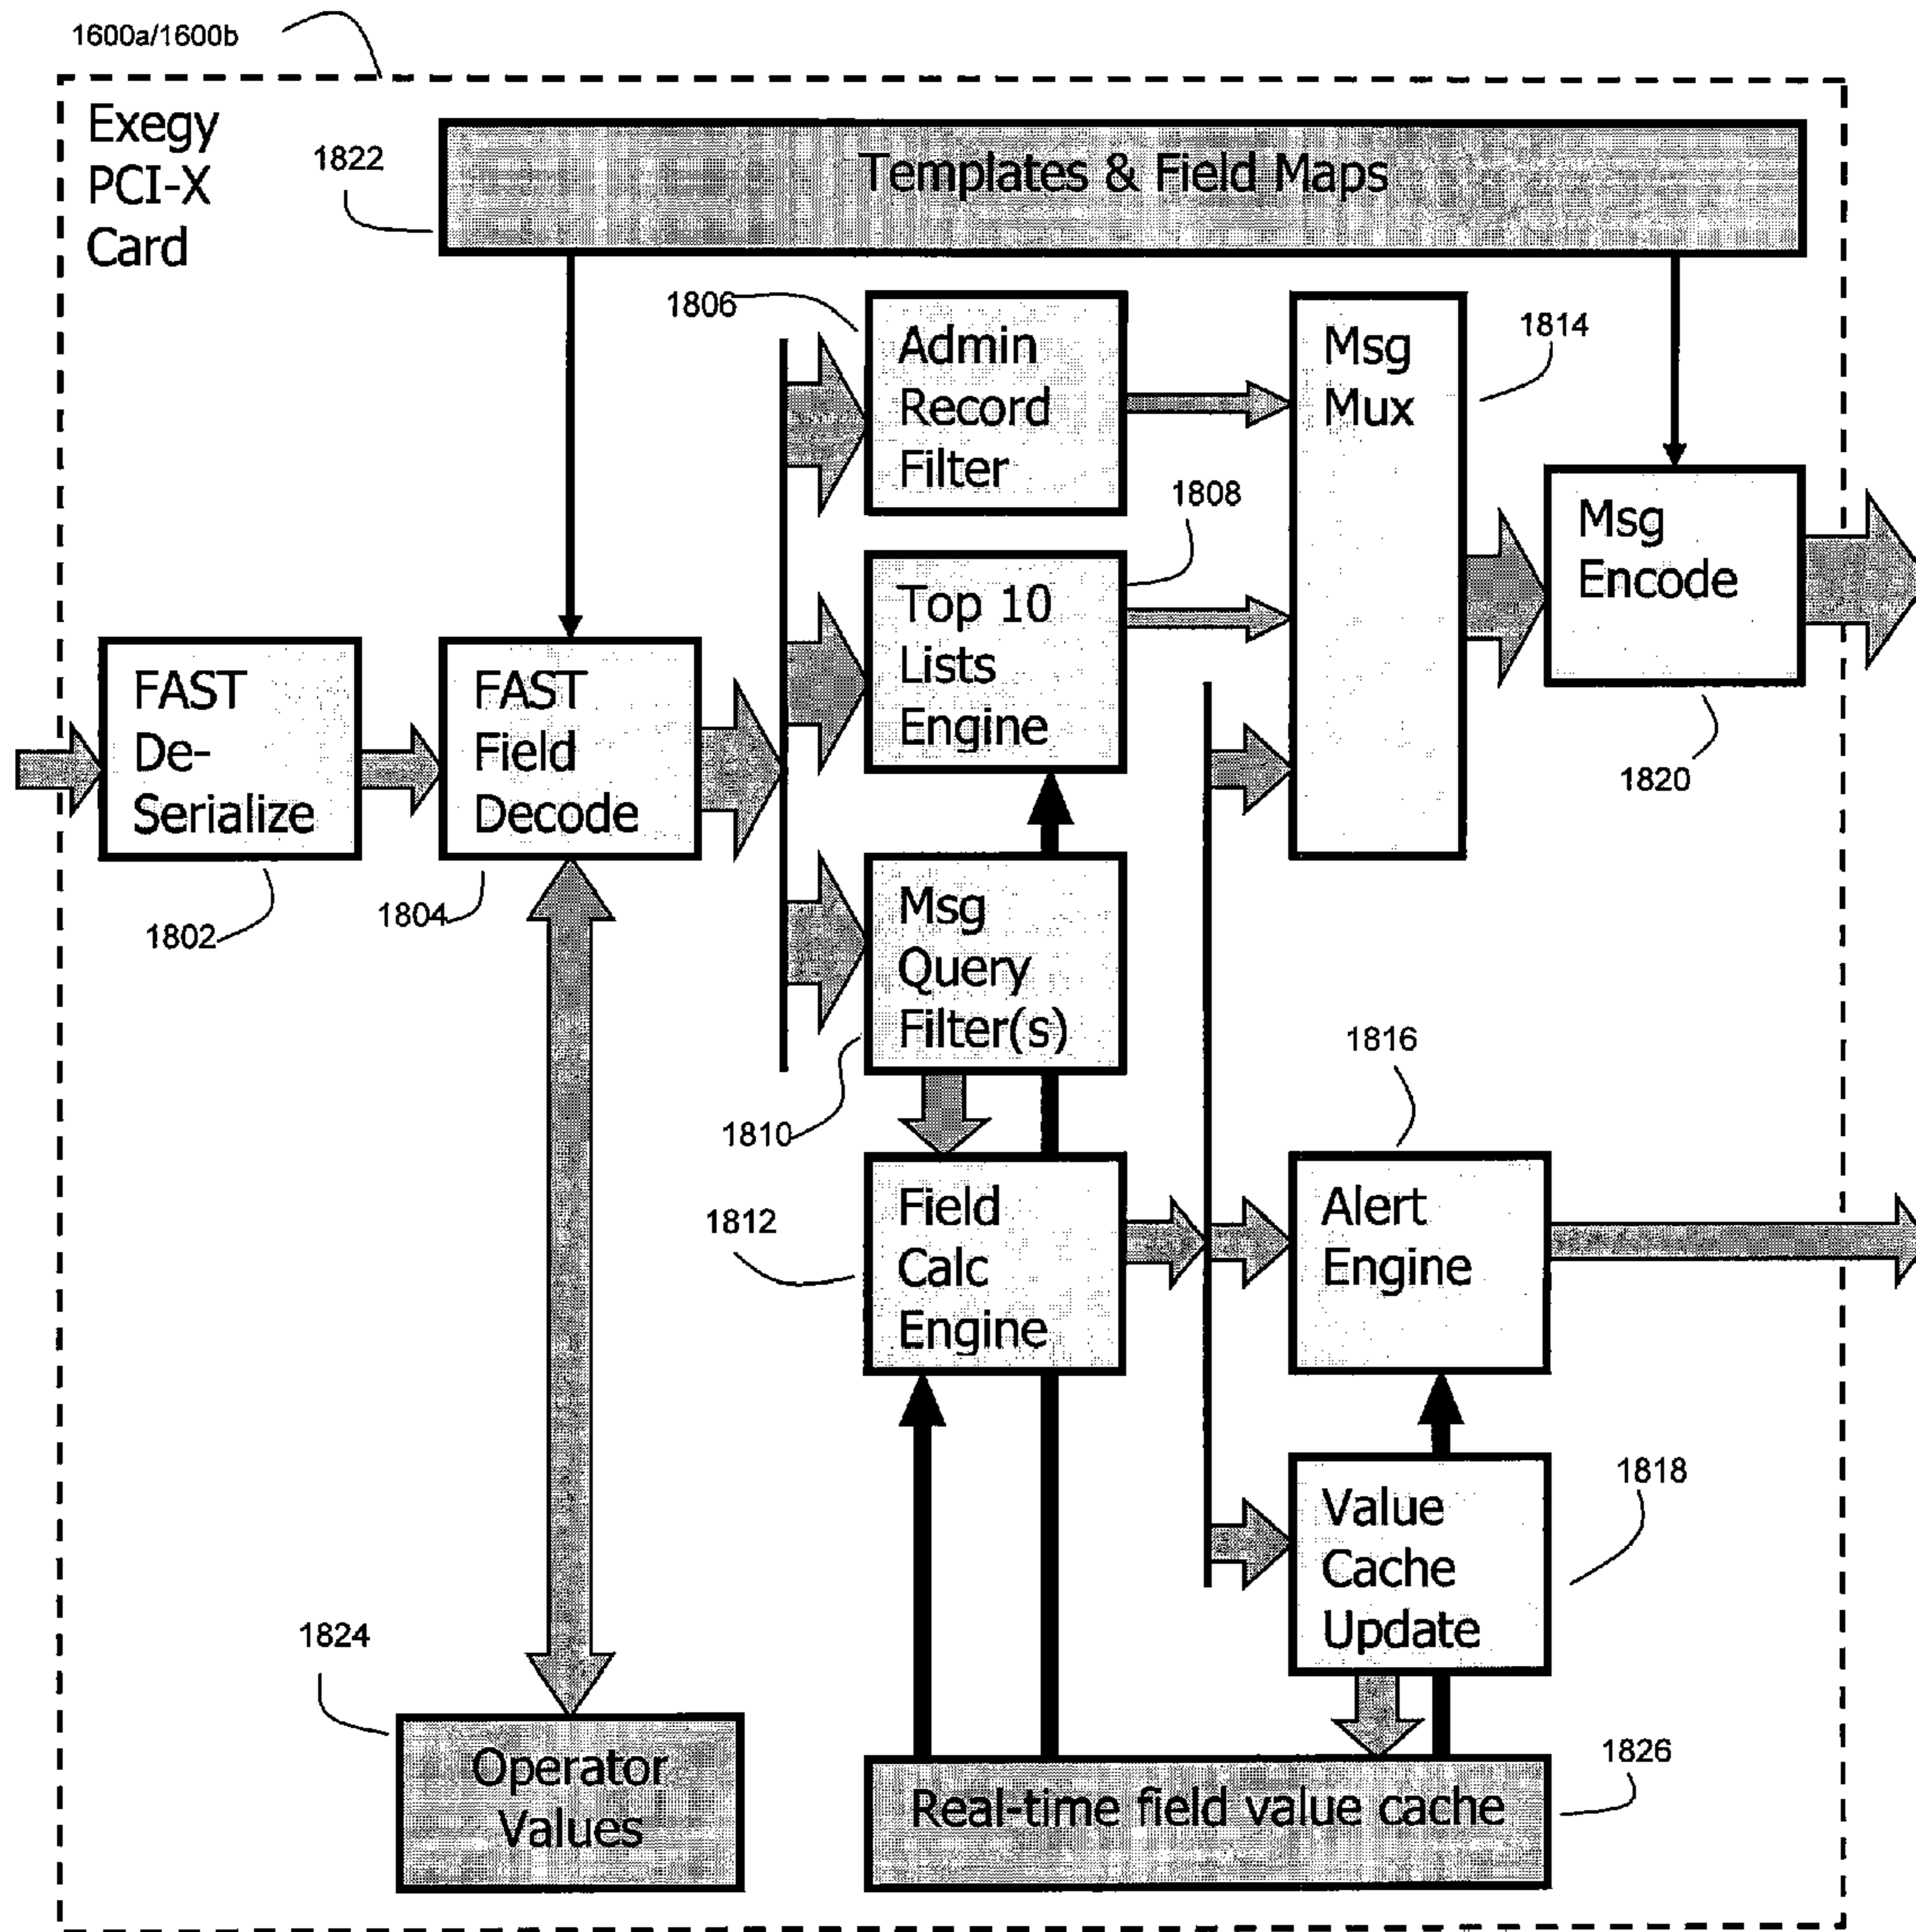 1600a/1600b
Exegy
PCI-X
Card
1822
Templates & Field Maps
1806
Admin
Record
Filter
Msg
Mux
1814
1808
Top 10
Lists
Engine
Msg
Encode
1820
FAST
De-
Serialize
1802
FAST
Field
Decode
1804
Msg
Query
Filter(s)
1810
1812
Field
Calc
Engine
1816
Alert
Engine
1818
Value
Cache
Update
1824
Operator
Values
1826
Real-time field value cache